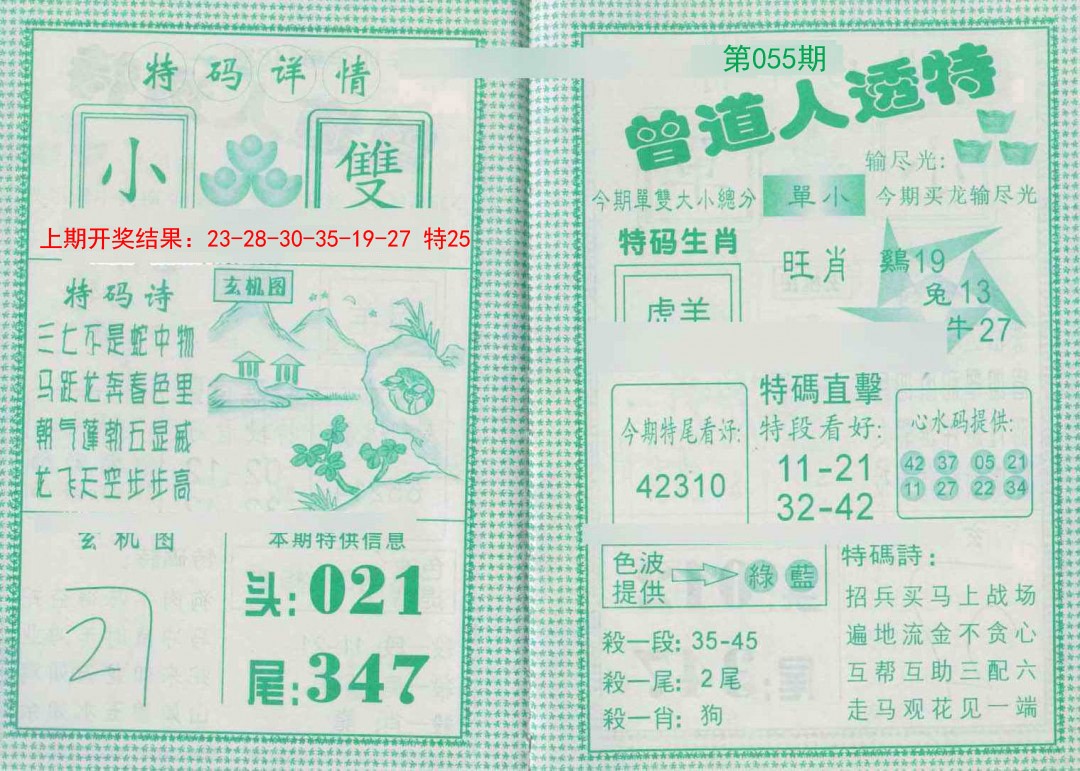 特码详情
小 雙
上期开奖结果：23-28-30-35-19-27 特25
特码诗
三七不是蛇中物
马跃龙奔春色里
朝气蓬勃五显威
龙飞天空步步高
玄机图
玄机图
27
本期特供信息
头:021
尾:347
第055期
曾道人透特
输尽光:
今期單雙大小總分 單小 今期买龙输尽光
特码生肖
虎羊
旺肖
鷄19
兔13
牛27
今期特尾看好:
42310
特碼直擊
特段看好:
11-21
32-42
心水码提供:
42 37 05 21
11 27 22 34
色波
提供
綠 藍
殺一段: 35-45
殺一尾: 2尾
殺一肖: 狗
特碼詩：
招兵买马上战场
遍地流金不贪心
互帮互助三配六
走马观花见一端